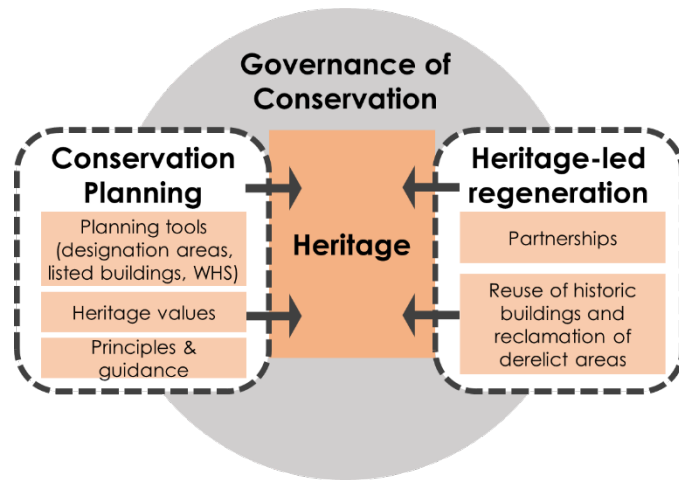 Governance of
Conservation
Conservation
Planning
Planning tools
(designation areas,
listed buildings, WHS)
Heritage values
Principles &
guidance
Heritage
Heritage-led
regeneration
Partnerships
Reuse of historic
buildings and
reclamation of
derelict areas